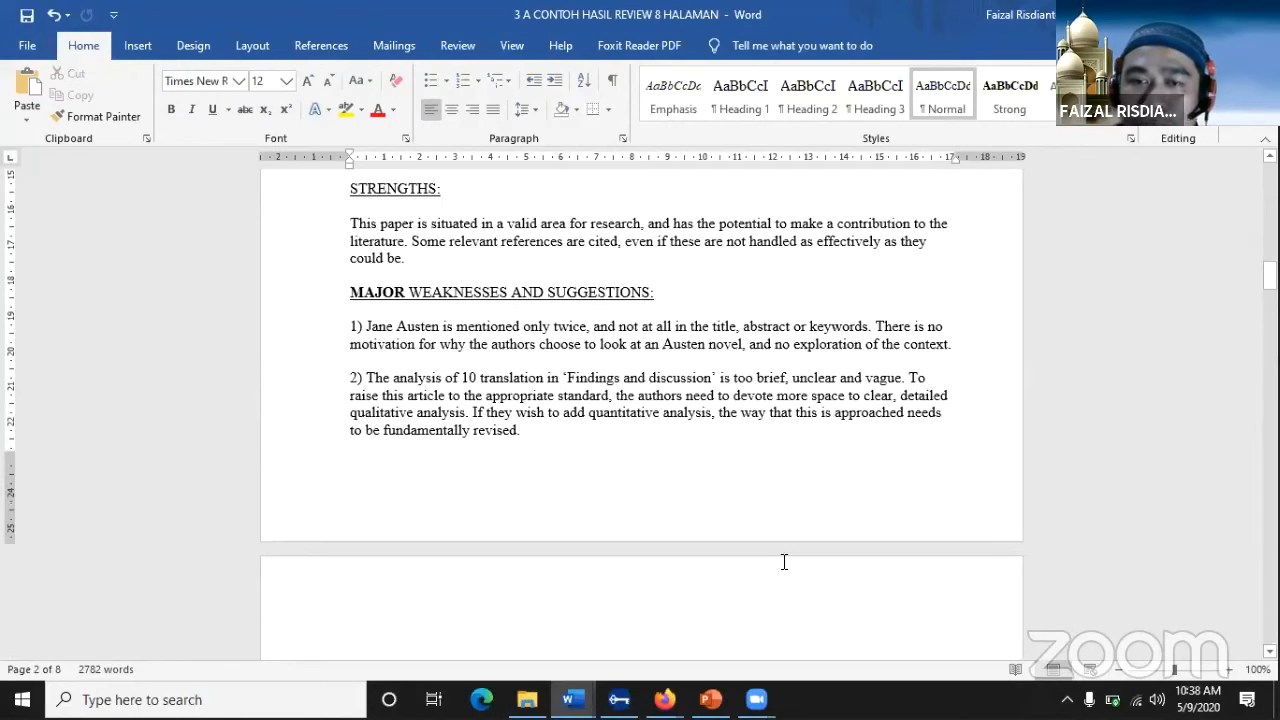 3 A CONTOH HASIL REVIEW 8 HALAMAN - Word
Faizal Risdiant
File Home Insert Design Layout References Mailings Review View Help Foxit Reader PDF Tell me what you want to do
FAIZAL RISDIA...
Cut
Copy
Paste
Format Painter
Clipboard
Times New R 12
Font
Paragraph
AaBbCcDc AaBbCcI AaBbCcI AaBbCcI AaBbCcDd AaBbCcDd
Emphasis ¶ Heading 1 ¶ Heading 2 ¶ Heading 3 ¶ Normal Strong
Styles
Editing
STRENGTHS:
This paper is situated in a valid area for research, and has the potential to make a contribution to the
literature. Some relevant references are cited, even if these are not handled as effectively as they
could be.
MAJOR WEAKNESSES AND SUGGESTIONS:
1) Jane Austen is mentioned only twice, and not at all in the title, abstract or keywords. There is no
motivation for why the authors choose to look at an Austen novel, and no exploration of the context.
2) The analysis of 10 translation in ‘Findings and discussion’ is too brief, unclear and vague. To
raise this article to the appropriate standard, the authors need to devote more space to clear, detailed
qualitative analysis. If they wish to add quantitative analysis, the way that this is approached needs
to be fundamentally revised.
zoom
Page 2 of 8 2782 words
100%
Type here to search
10:38 AM
5/9/2020